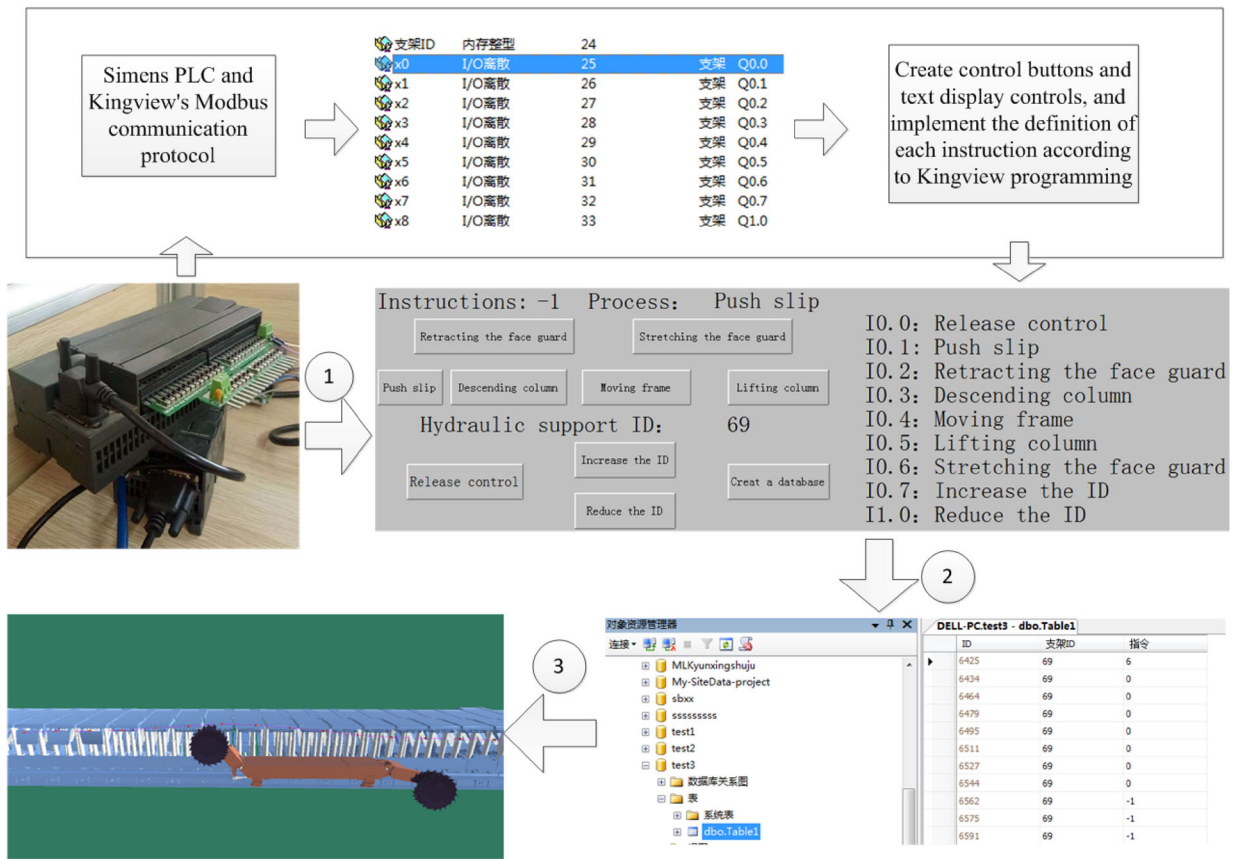 Simens PLC and
Kingview's Modbus
communication
protocol
支架ID 内存整型 24
x0 I/O离散 25 支架 Q0.0
x1 I/O离散 26 支架 Q0.1
x2 I/O离散 27 支架 Q0.2
x3 I/O离散 28 支架 Q0.3
x4 I/O离散 29 支架 Q0.4
x5 I/O离散 30 支架 Q0.5
x6 I/O离散 31 支架 Q0.6
x7 I/O离散 32 支架 Q0.7
x8 I/O离散 33 支架 Q1.0
Create control buttons and
text display controls, and
implement the definition of
each instruction according
to Kingview programming
1
Instructions: -1 Process: Push slip
Retracting the face guard Stretching the face guard
Push slip Descending column Moving frame Lifting column
Hydraulic support ID: 69
Increase the ID
Release control Creat a database
Reduce the ID
I0.0: Release control
I0.1: Push slip
I0.2: Retracting the face guard
I0.3: Descending column
I0.4: Moving frame
I0.5: Lifting column
I0.6: Stretching the face guard
I0.7: Increase the ID
I1.0: Reduce the ID
2
3
对象资源管理器
连接
MLKyunxingshuju
My-SiteData-project
sbxx
sssssssss
test1
test2
test3
数据库关系图
表
系统表
dbo.Table1
DELL-PC.test3 - dbo.Table1
ID 支架ID 指令
6425 69 6
6434 69 0
6464 69 0
6479 69 0
6495 69 0
6511 69 0
6527 69 0
6544 69 0
6562 69 -1
6575 69 -1
6591 69 -1